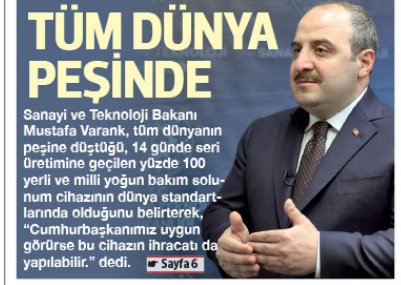 TÜM DÜNYA
PEŞİNDE
Sanayi ve Teknoloji Bakanı
Mustafa Varank, tüm dünyanın
peşine düştüğü, 14 günde seri
üretimine geçilen yüzde 100
yerli ve milli yoğun bakım solu-
num cihazının dünya standart-
larında olduğunu belirterek,
“Cumhurbaşkanımız uygun
görürse bu cihazın ihracatı da
yapılabilir.” dedi. ☛ Sayfa 6